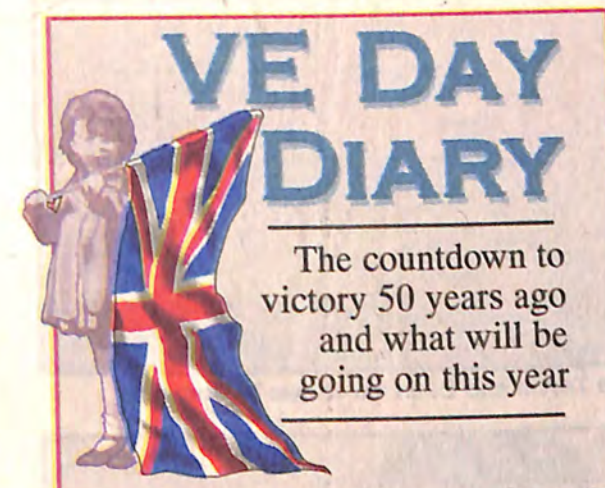 VE DAY
DIARY
The countdown to
victory 50 years ago
and what will be
going on this year